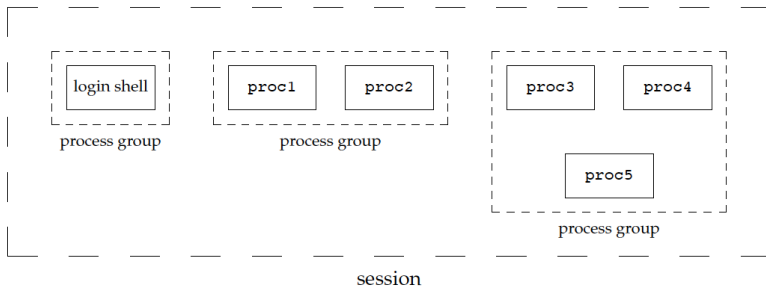 login shell
proc1
proc2
proc3
proc4
process group
process group
proc5
process group
session